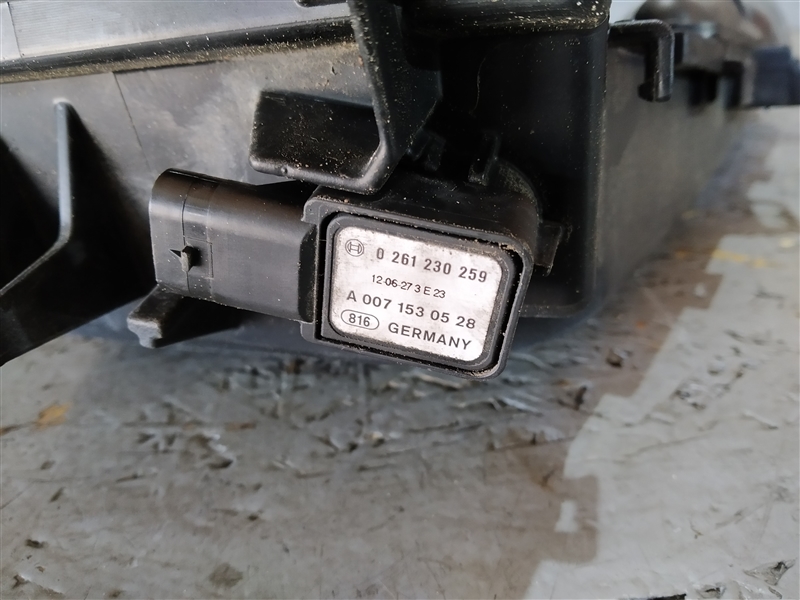 0 261 230 259
12-06-27 3 E 23
A 007 153 05 28
816 GERMANY